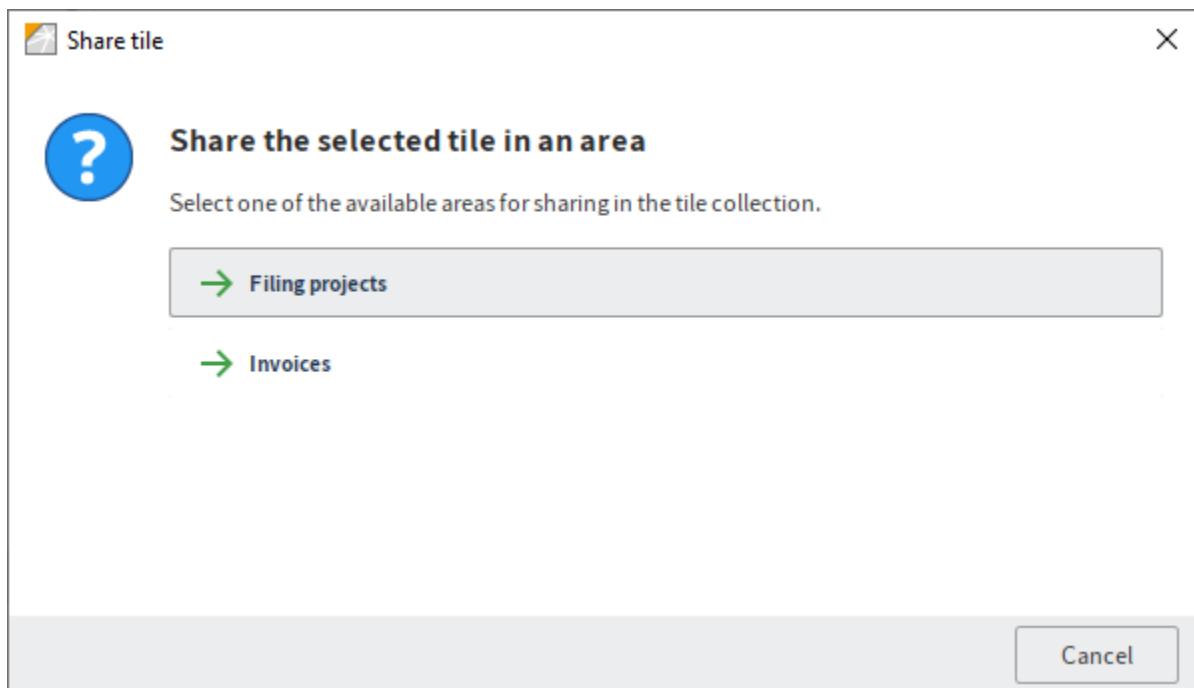 Share tile
Share the selected tile in an area
Select one of the available areas for sharing in the tile collection.
Filing projects
Invoices
Cancel